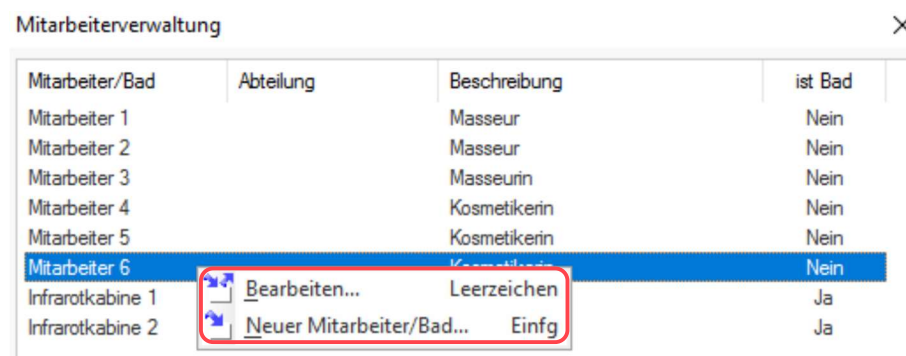 Mitarbeiterverwaltung
Mitarbeiter/Bad Abteilung Beschreibung ist Bad
Mitarbeiter 1 Masseur Nein
Mitarbeiter 2 Masseur Nein
Mitarbeiter 3 Masseurin Nein
Mitarbeiter 4 Kosmetikerin Nein
Mitarbeiter 5 Kosmetikerin Nein
Mitarbeiter 6 Kosmetikerin Nein
Bearbeiten... Leerzeichen
Infrarotkabine 1 Ja
Neuer Mitarbeiter/Bad... Einfg
Infrarotkabine 2 Ja